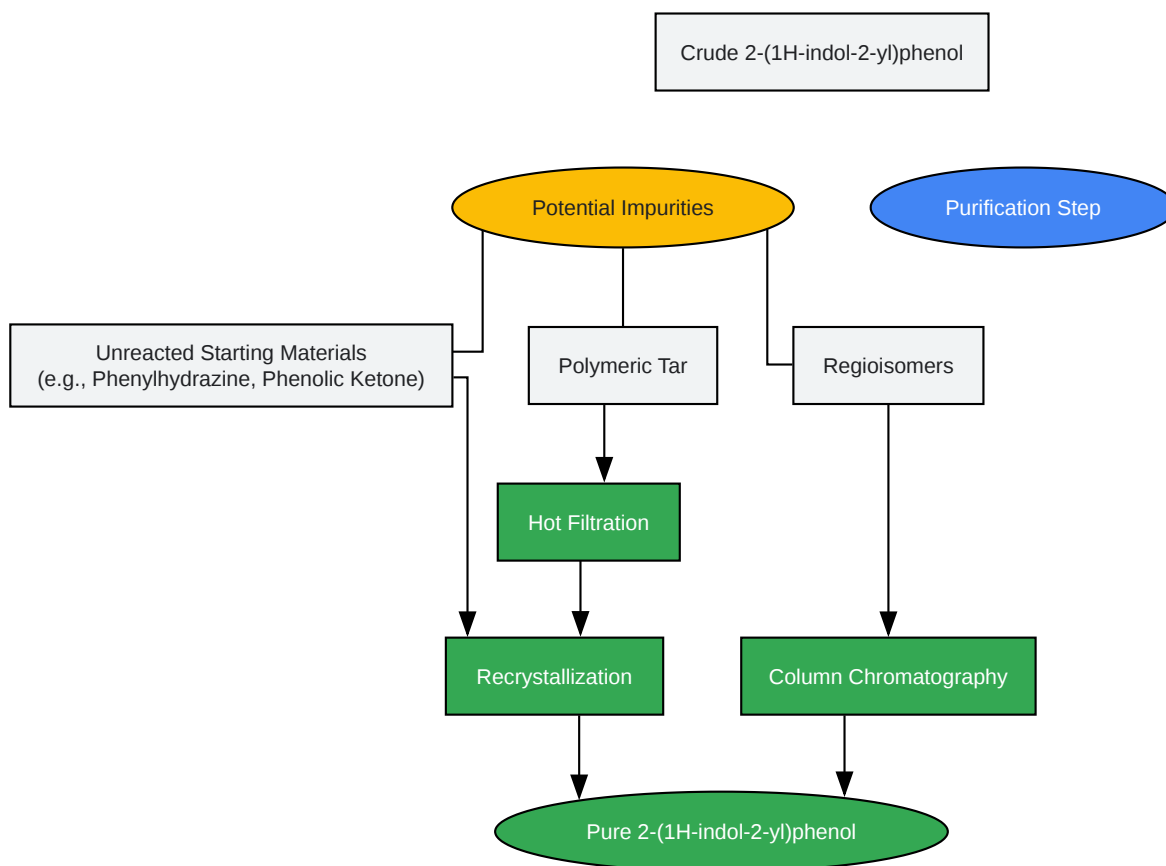 Crude 2-(1H-indol-2-yl)phenol
Potential Impurities
Purification Step
Unreacted Starting Materials
(e.g., Phenylhydrazine, Phenolic Ketone)
Polymeric Tar
Regioisomers
Hot Filtration
Recrystallization
Column Chromatography
Pure 2-(1H-indol-2-yl)phenol